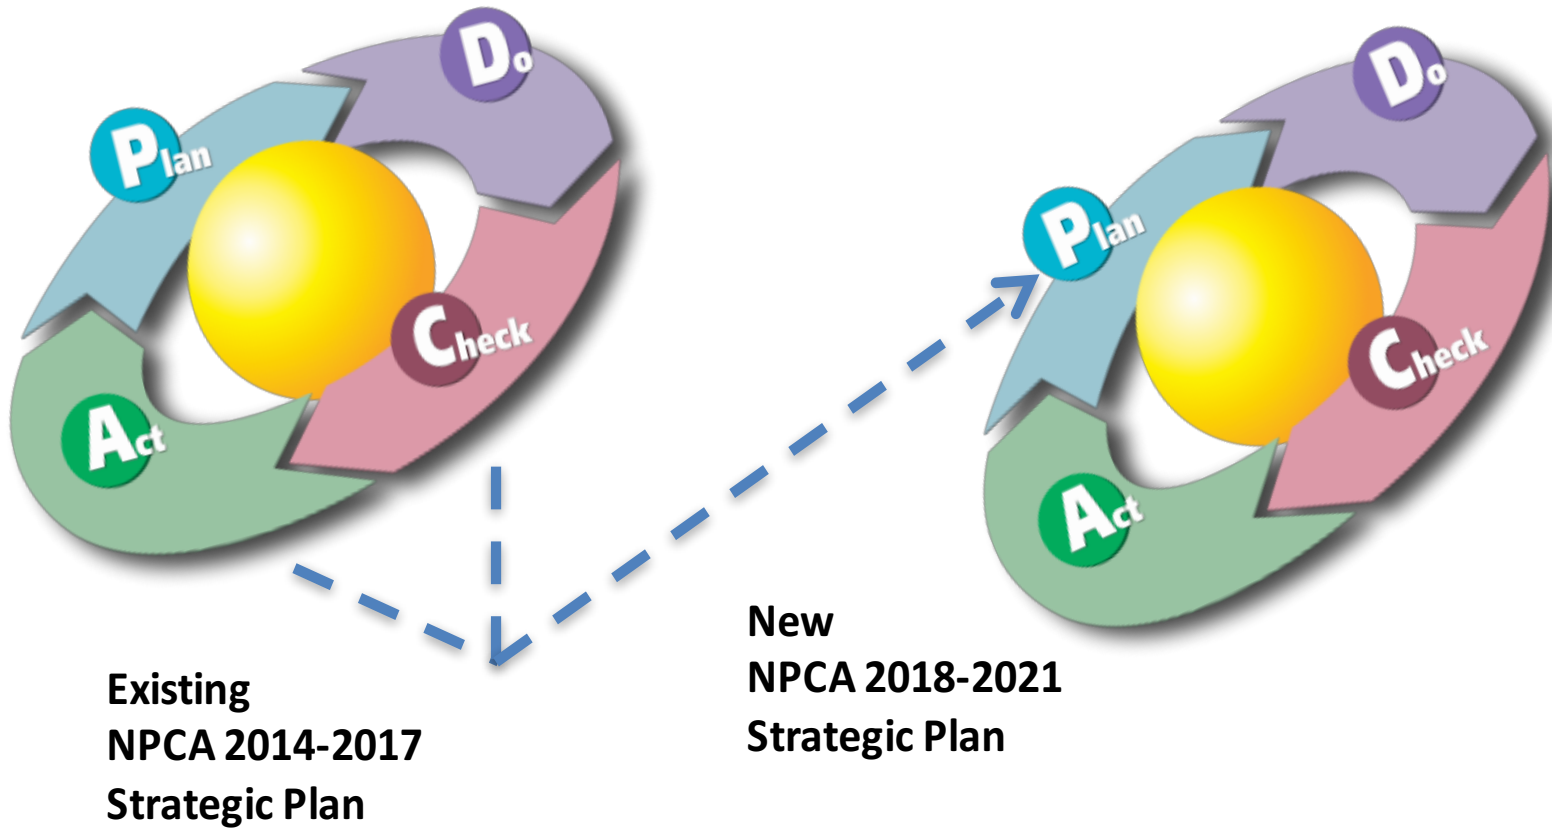 Plan
Do
Check
Act
Existing
NPCA 2014-2017
Strategic Plan
Plan
Do
Check
Act
New
NPCA 2018-2021
Strategic Plan